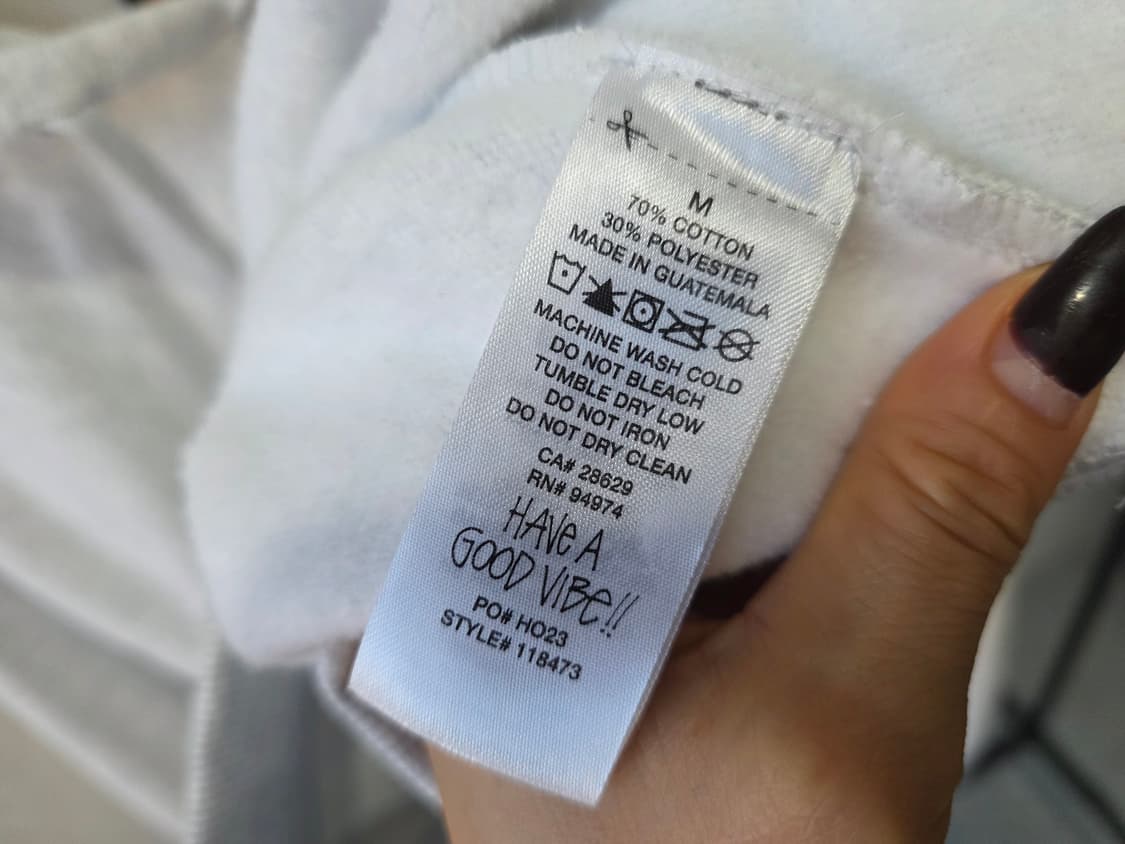 M
70% COTTON
30% POLYESTER
MADE IN GUATEMALA
MACHINE WASH COLD
DO NOT BLEACH
TUMBLE DRY LOW
DO NOT IRON
DO NOT DRY CLEAN
CA# 28629
RN# 94974
HAVE A
GOOD VIBE!!
PO# HO23
STYLE# 118473